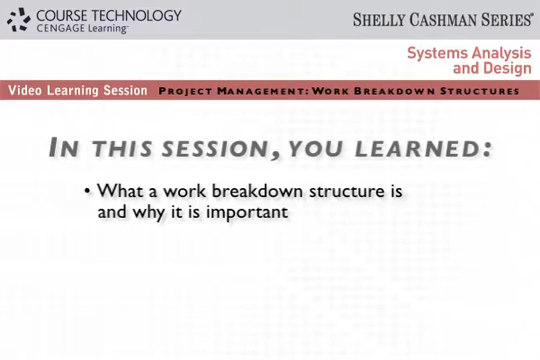 COURSE TECHNOLOGY
CENGAGE Learning™
SHELLY CASHMAN SERIES®
Systems Analysis
and Design
Video Learning Session PROJECT MANAGEMENT: WORK BREAKDOWN STRUCTURES
IN THIS SESSION, YOU LEARNED:
• What a work breakdown structure is
and why it is important